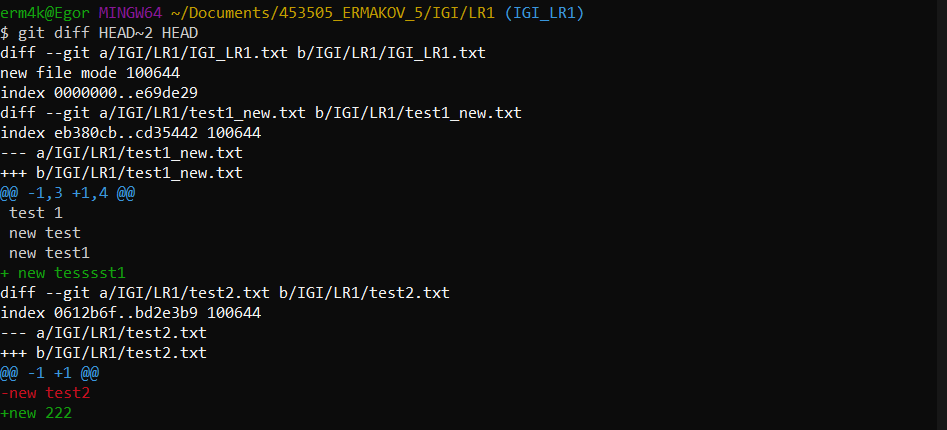 erm4k@Egor MINGW64 ~/Documents/453505_ERMAKOV_5/IGI/LR1 (IGI_LR1)
$ git diff HEAD~2 HEAD
diff --git a/IGI/LR1/IGI_LR1.txt b/IGI/LR1/IGI_LR1.txt
new file mode 100644
index 0000000..e69de29
diff --git a/IGI/LR1/test1_new.txt b/IGI/LR1/test1_new.txt
index eb380cb..cd35442 100644
--- a/IGI/LR1/test1_new.txt
+++ b/IGI/LR1/test1_new.txt
@@ -1,3 +1,4 @@
 test 1
 new test
 new test1
+ new tesssst1
diff --git a/IGI/LR1/test2.txt b/IGI/LR1/test2.txt
index 0612b6f..bd2e3b9 100644
--- a/IGI/LR1/test2.txt
+++ b/IGI/LR1/test2.txt
@@ -1 +1 @@
-new test2
+new 222